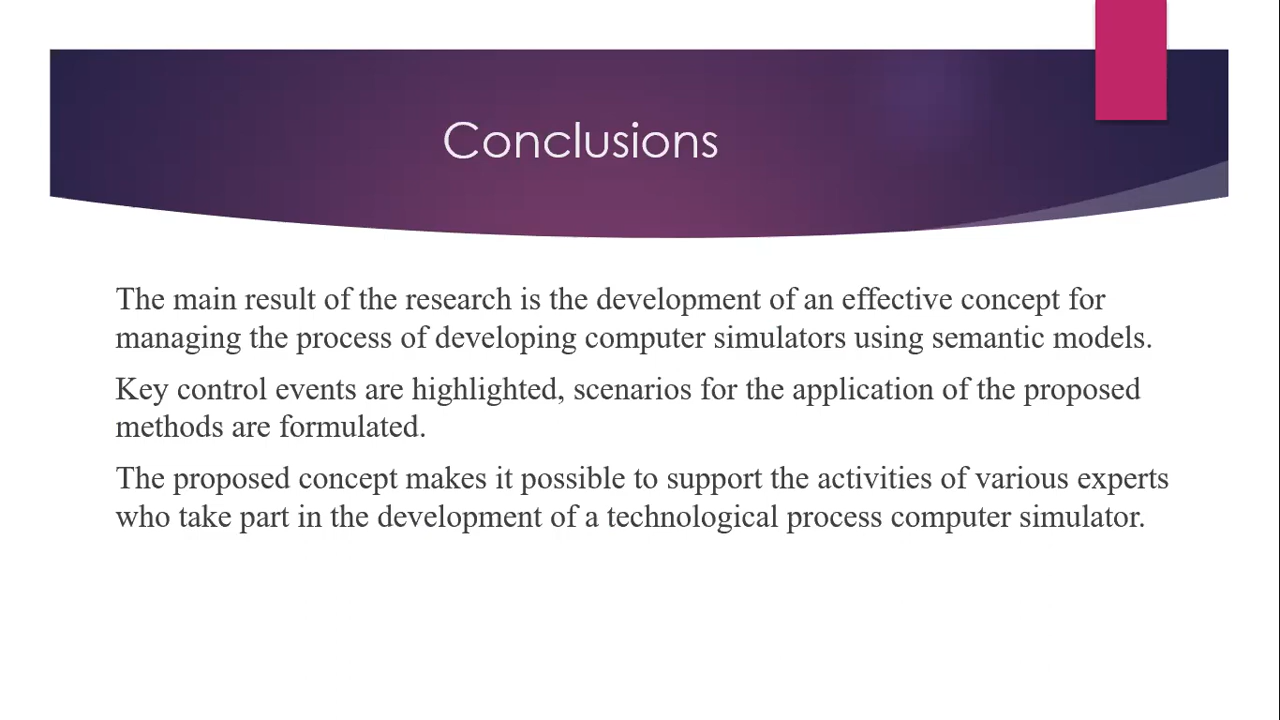 Conclusions
The main result of the research is the development of an effective concept for
managing the process of developing computer simulators using semantic models.
Key control events are highlighted, scenarios for the application of the proposed
methods are formulated.
The proposed concept makes it possible to support the activities of various experts
who take part in the development of a technological process computer simulator.